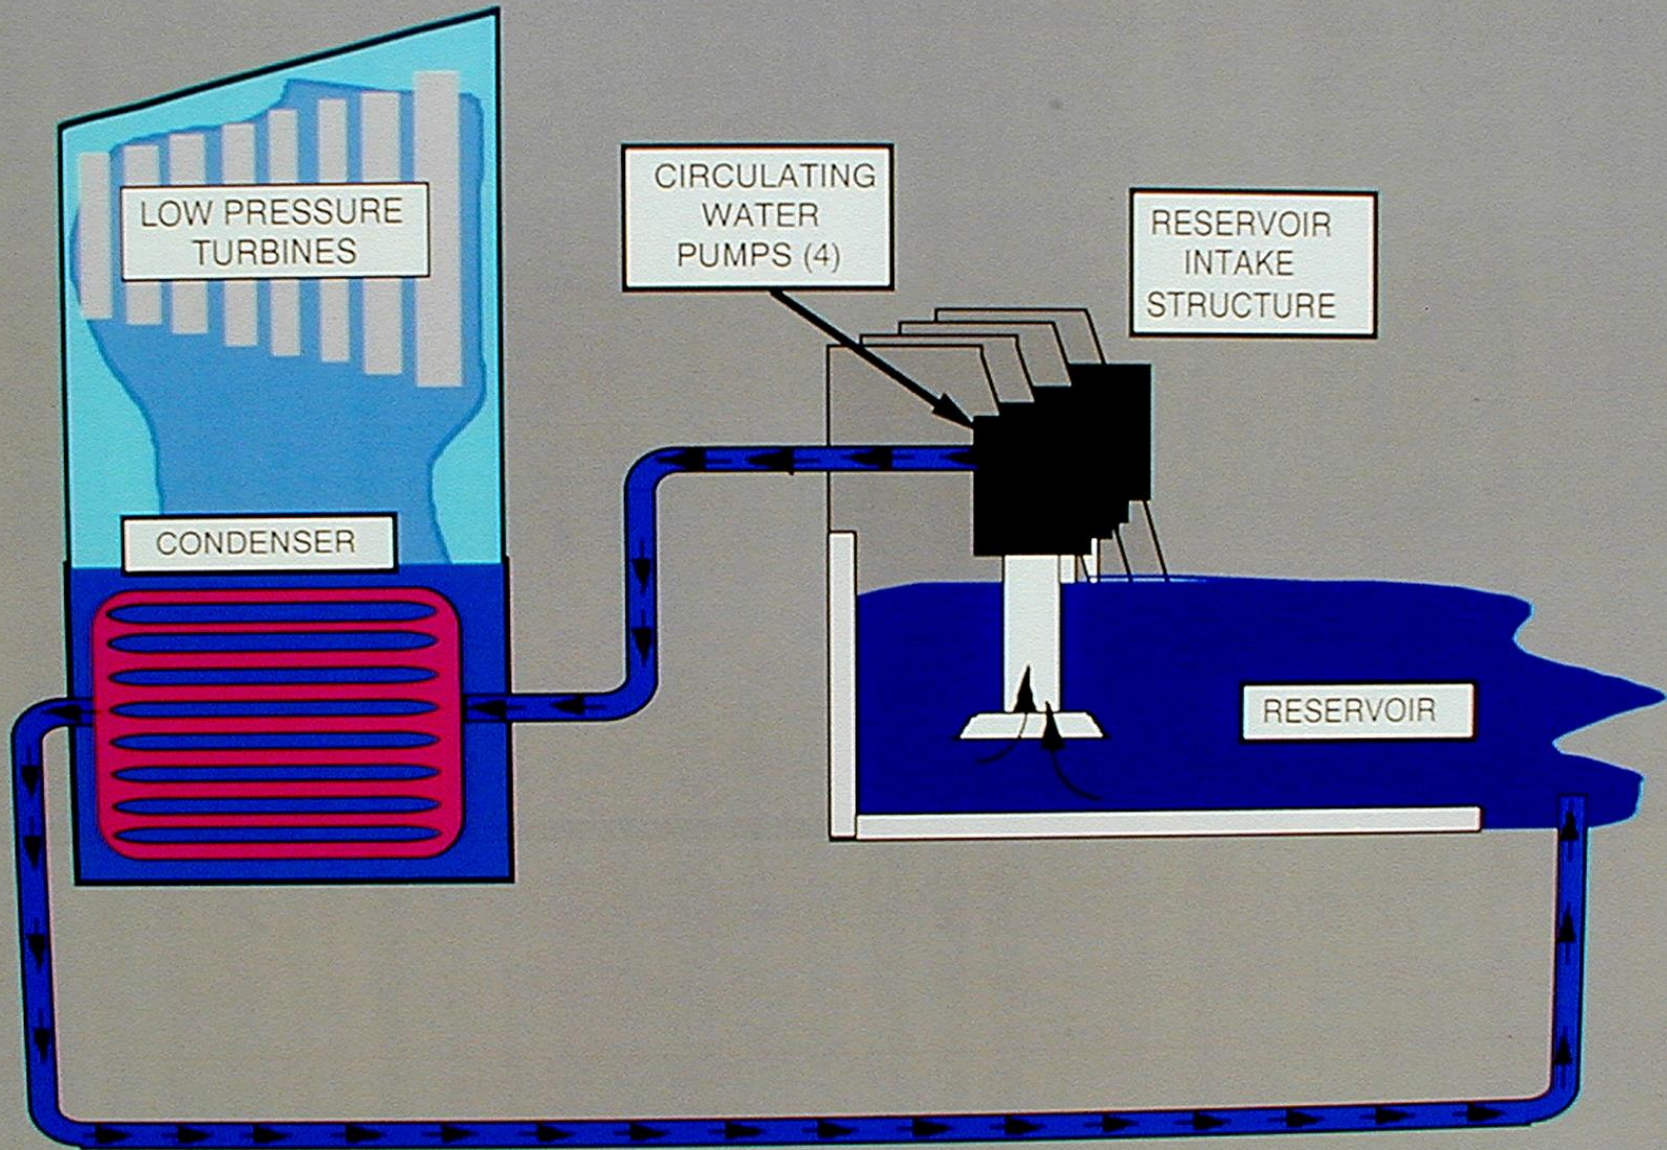 LOW PRESSURE
TURBINES
CIRCULATING
WATER
PUMPS (4)
RESERVOIR
INTAKE
STRUCTURE
CONDENSER
RESERVOIR